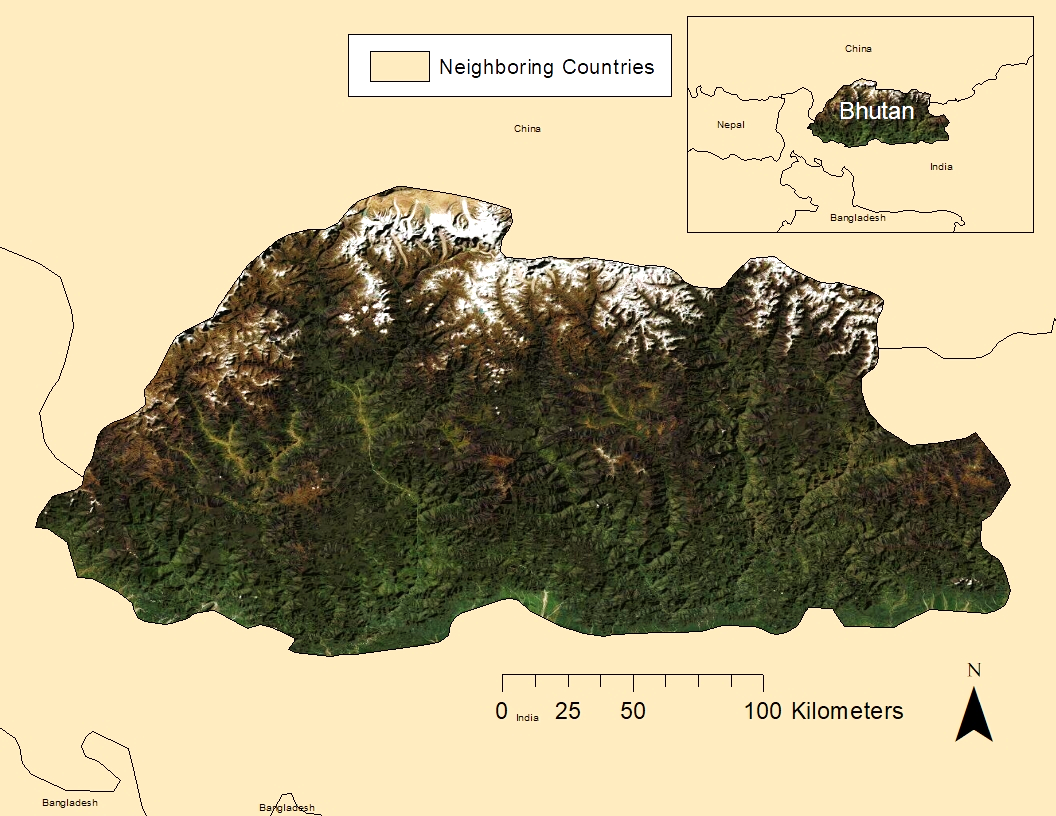 Neighboring Countries
China
China
Nepal
Bhutan
India
Bangladesh
N
0 25 50 100 Kilometers
India
Bangladesh
Bangladesh